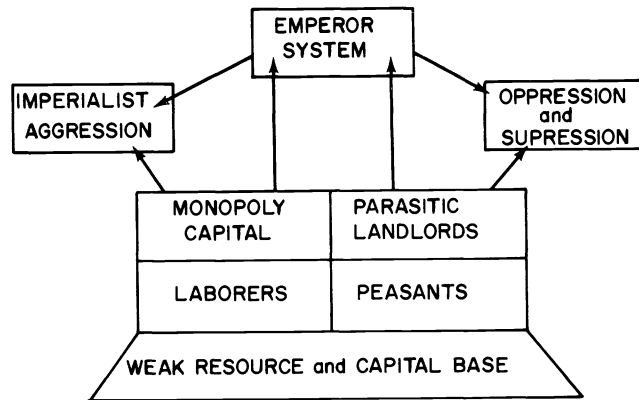 EMPEROR
SYSTEM
IMPERIALIST
AGGRESSION
OPPRESSION
and
SUPRESSION
MONOPOLY
CAPITAL
PARASITIC
LANDLORDS
LABORERS
PEASANTS
WEAK RESOURCE and CAPITAL BASE